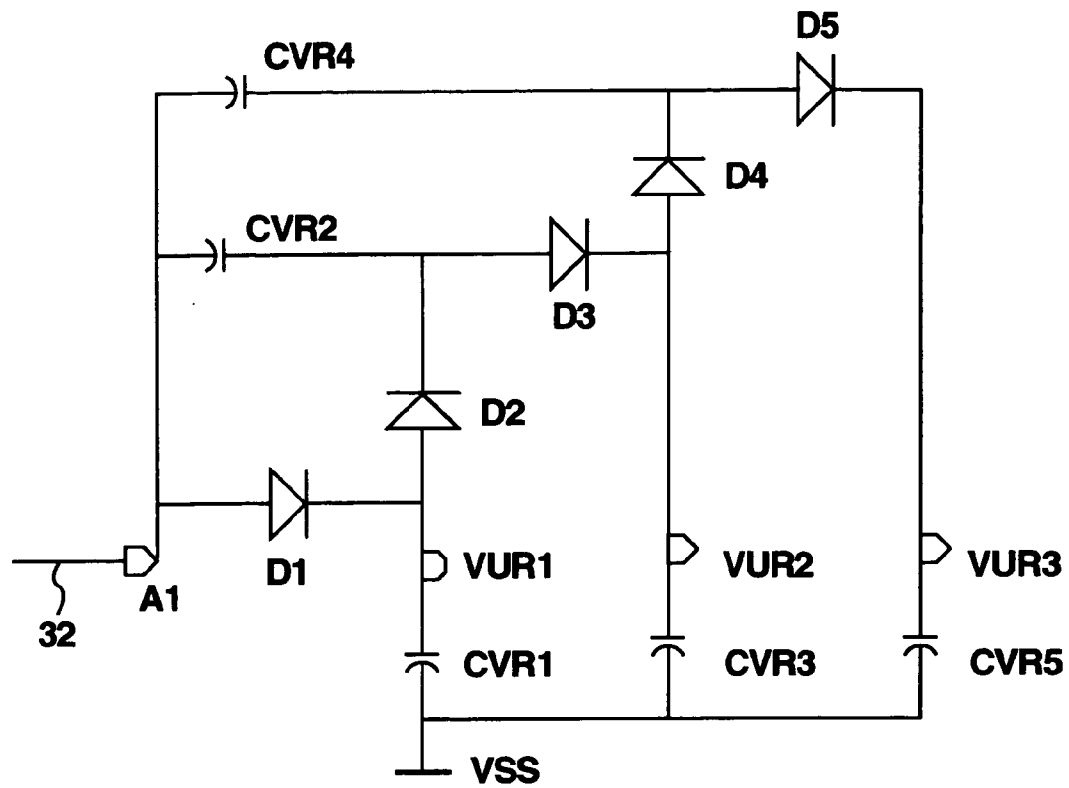 D5
CVR4
D4
CVR2
D3
D2
D1
VUR1
VUR2
VUR3
A1
32
CVR1
CVR3
CVR5
VSS